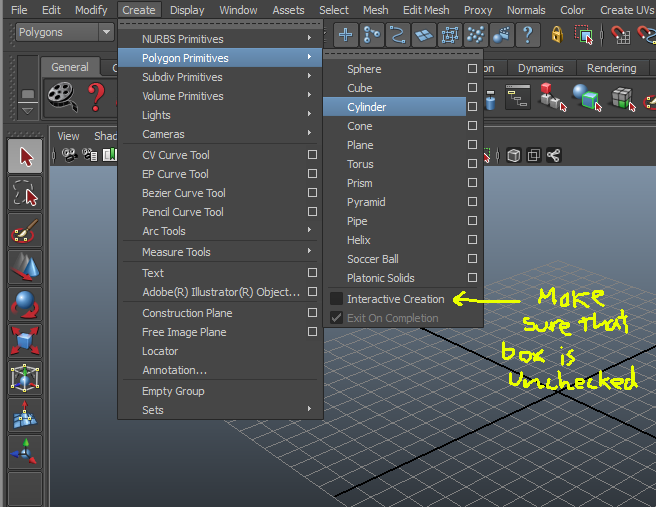 File Edit Modify Create Display Window Assets Select Mesh Edit Mesh Proxy Normals Color Create UVs
Polygons
General
Dynamics Rendering
View
NURBS Primitives
Polygon Primitives
Subdiv Primitives
Volume Primitives
Lights
Cameras
CV Curve Tool
EP Curve Tool
Bezier Curve Tool
Pencil Curve Tool
Arc Tools
Measure Tools
Text
Adobe(R) Illustrator(R) Object...
Construction Plane
Free Image Plane
Locator
Annotation...
Empty Group
Sets
Sphere
Cube
Cylinder
Cone
Plane
Torus
Prism
Pyramid
Pipe
Helix
Soccer Ball
Platonic Solids
Interactive Creation
Exit On Completion
Make
sure that
box is
unchecked